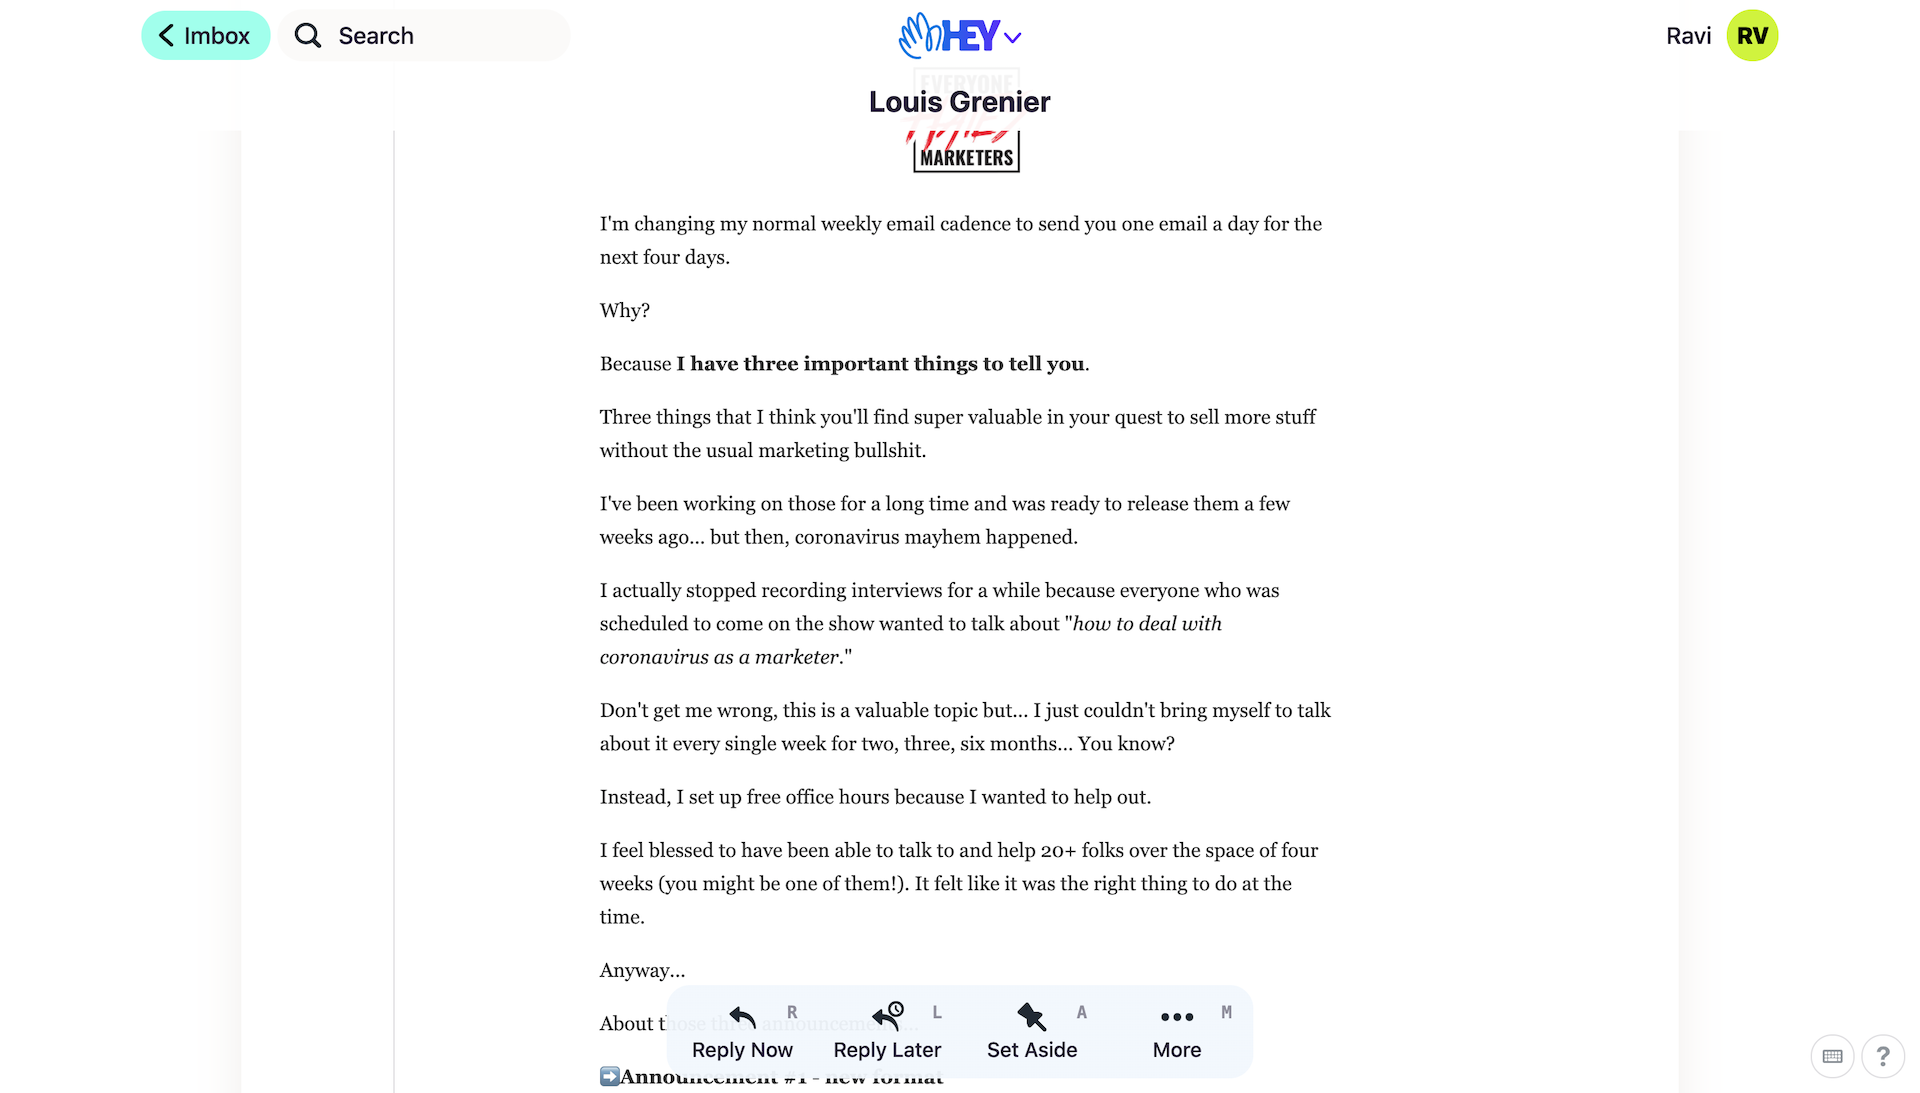 Imbox
Search
HEY
Ravi
RV
EVERYONE
Louis Grenier
HATES
MARKETERS
I'm changing my normal weekly email cadence to send you one email a day for the
next four days.
Why?
Because I have three important things to tell you.
Three things that I think you'll find super valuable in your quest to sell more stuff
without the usual marketing bullshit.
I've been working on those for a long time and was ready to release them a few
weeks ago... but then, coronavirus mayhem happened.
I actually stopped recording interviews for a while because everyone who was
scheduled to come on the show wanted to talk about "how to deal with
coronavirus as a marketer."
Don't get me wrong, this is a valuable topic but... I just couldn't bring myself to talk
about it every single week for two, three, six months... You know?
Instead, I set up free office hours because I wanted to help out.
I feel blessed to have been able to talk to and help 20+ folks over the space of four
weeks (you might be one of them!). It felt like it was the right thing to do at the
time.
Anyway...
About those three announcements...
R
L
A
M
Reply Now
Reply Later
Set Aside
More
Announcement #1 - new format
?